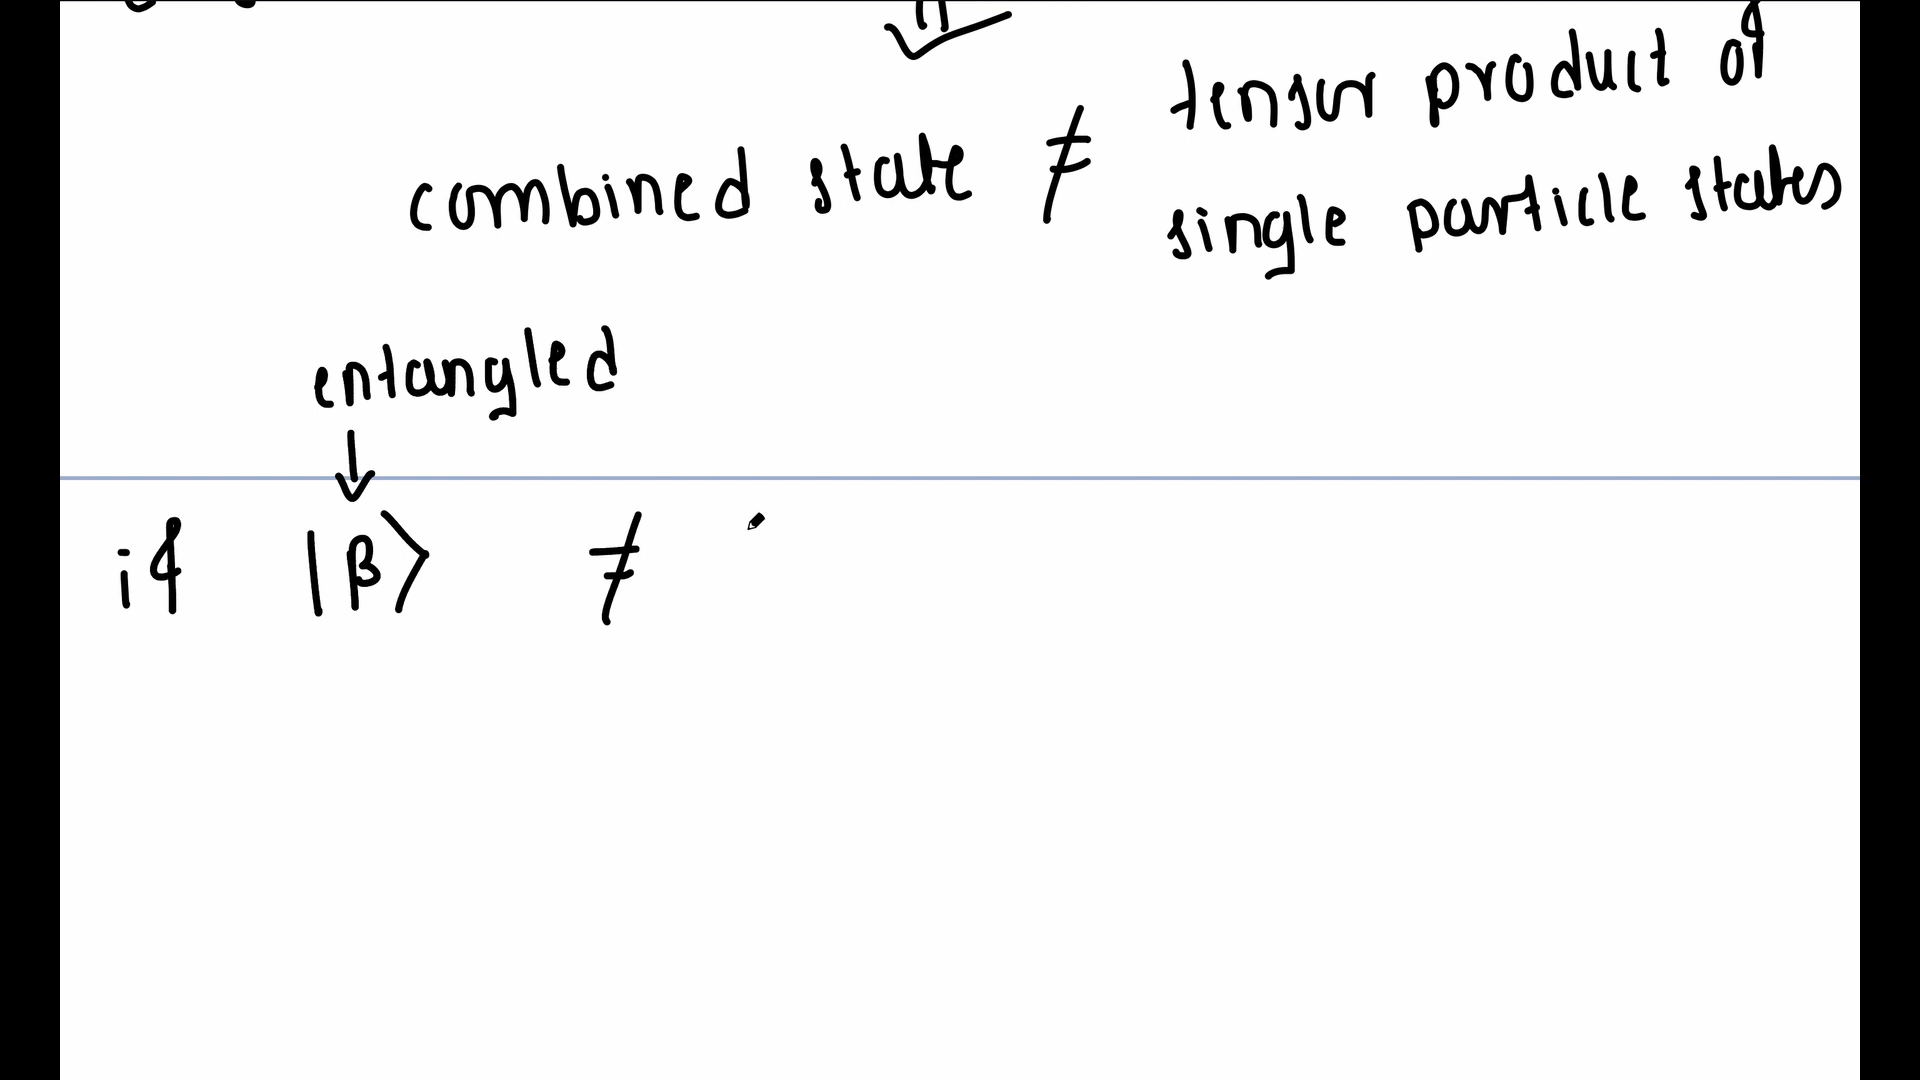 tensor product of
combined state ≠
single particle states
entangled
↓
if |β⟩ ≠